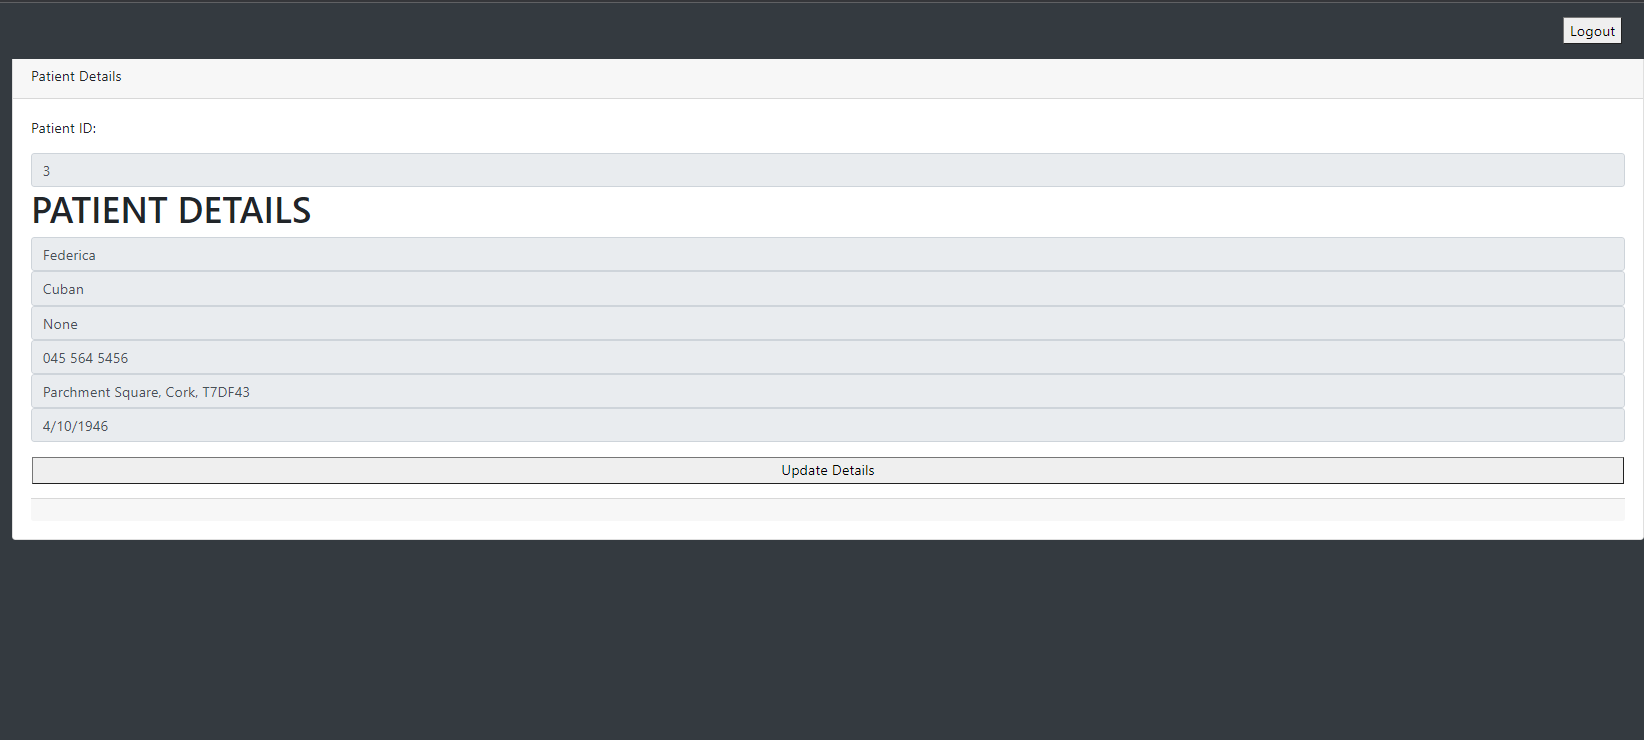 Logout
Patient Details
Patient ID:
3
PATIENT DETAILS
Federica
Cuban
None
045 564 5456
Parchment Square, Cork, T7DF43
4/10/1946
Update Details